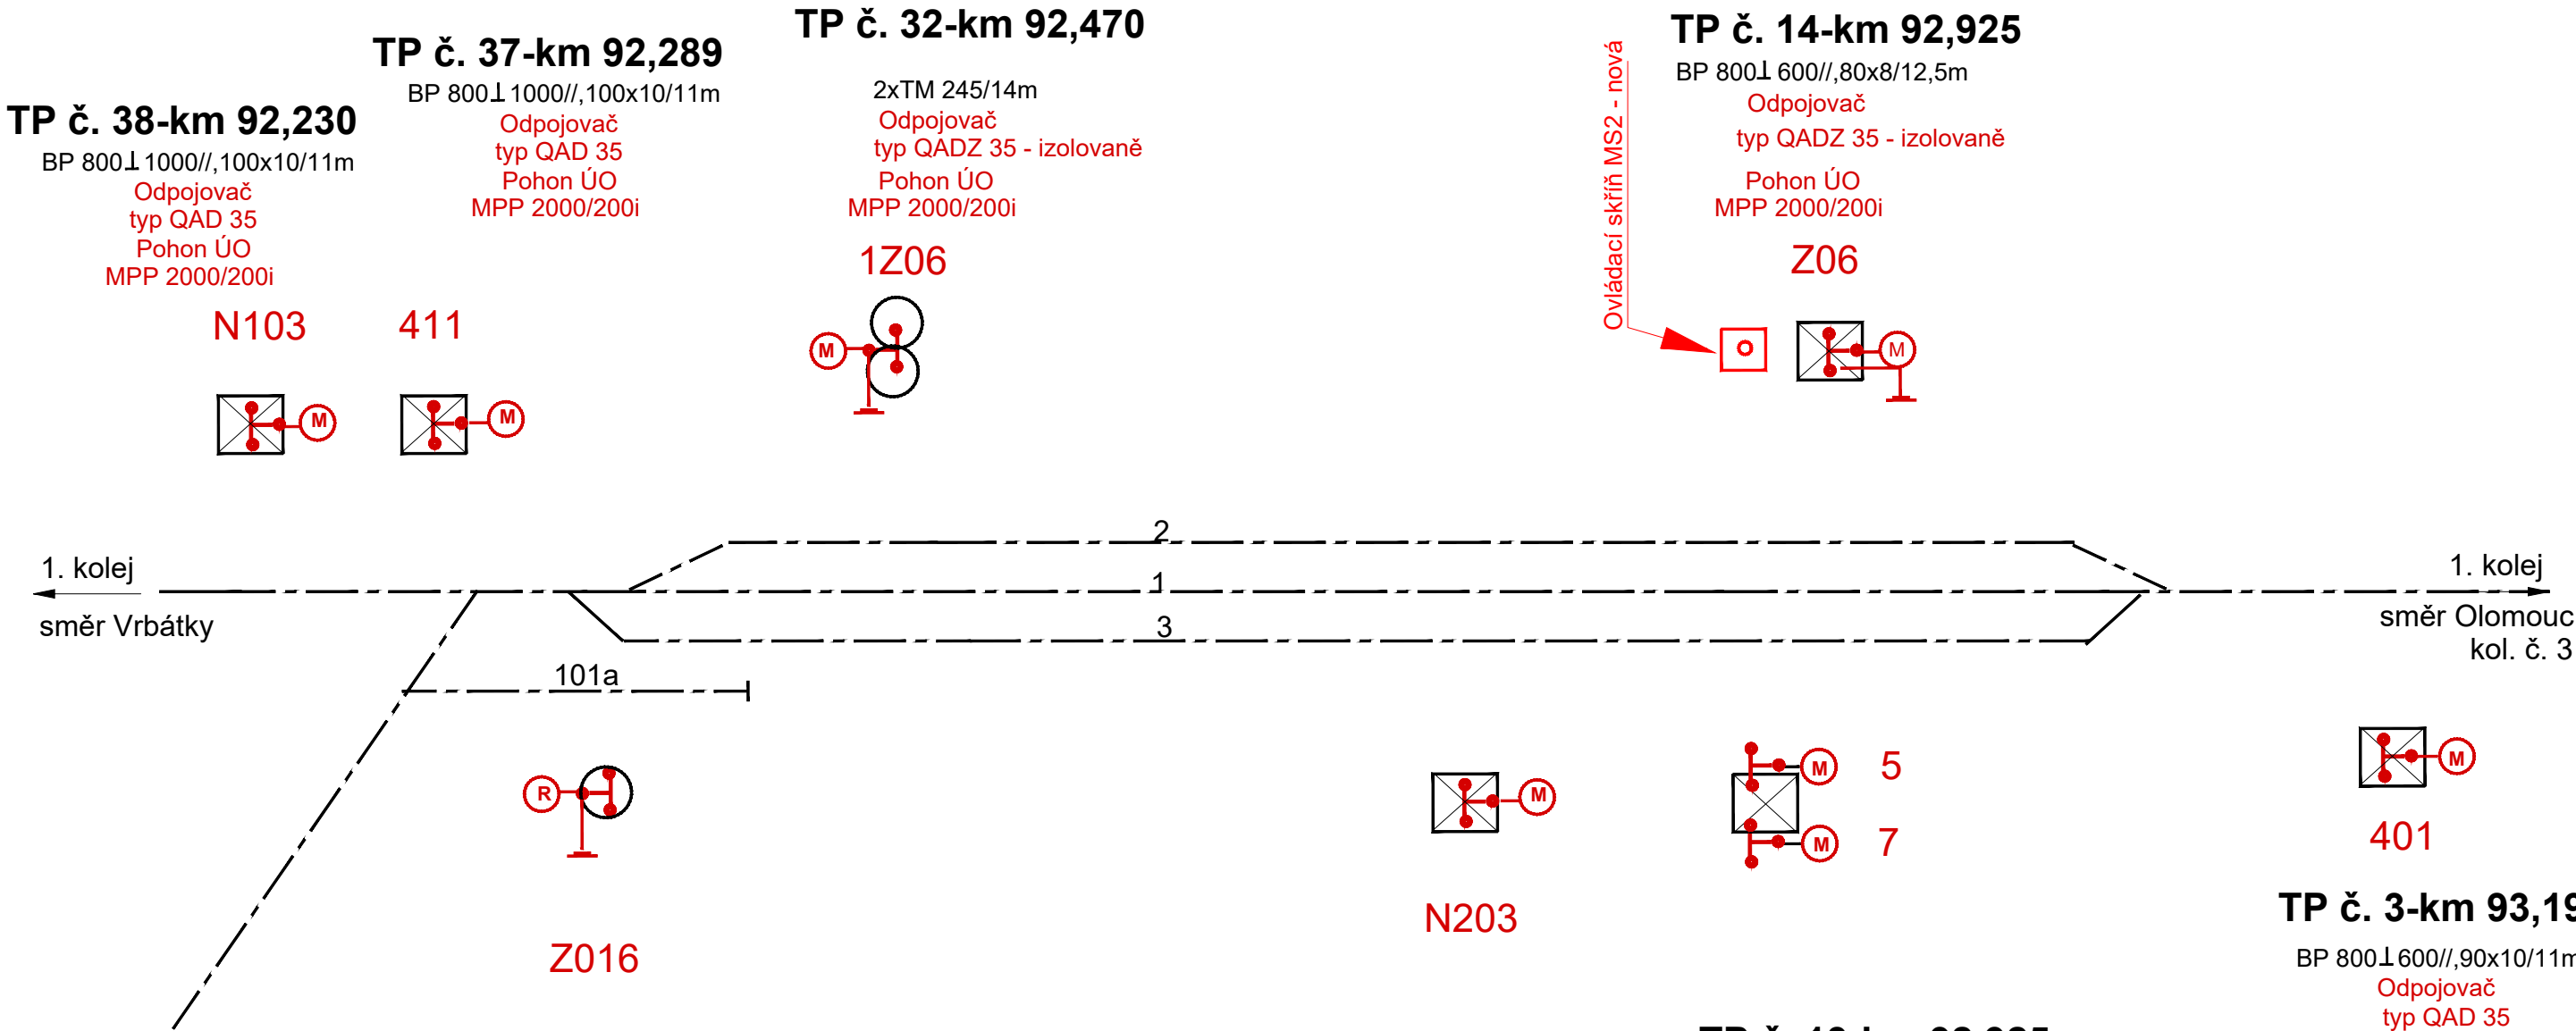 TP č. 38-km 92,230
BP 800⊥1000//,100x10/11m
Odpojovač
typ QAD 35
Pohon ÚO
MPP 2000/200i
N103
TP č. 37-km 92,289
BP 800⊥1000//,100x10/11m
Odpojovač
typ QAD 35
Pohon ÚO
MPP 2000/200i
411
TP č. 32-km 92,470
2xTM 245/14m
Odpojovač
typ QADZ 35 - izolovaně
Pohon ÚO
MPP 2000/200i
1Z06
Ovládací skříň MS2 - nová
TP č. 14-km 92,925
BP 800⊥600//,80x8/12,5m
Odpojovač
typ QADZ 35 - izolovaně
Pohon ÚO
MPP 2000/200i
Z06
M
M
M
M
2
1. kolej
směr Vrbátky
1
3
1. kolej
směr Olomouc
kol. č. 3
101a
R
Z016
M
N203
M
5
M
7
M
401
TP č. 3-km 93,19
BP 800⊥600//,90x10/11m
Odpojovač
typ QAD 35